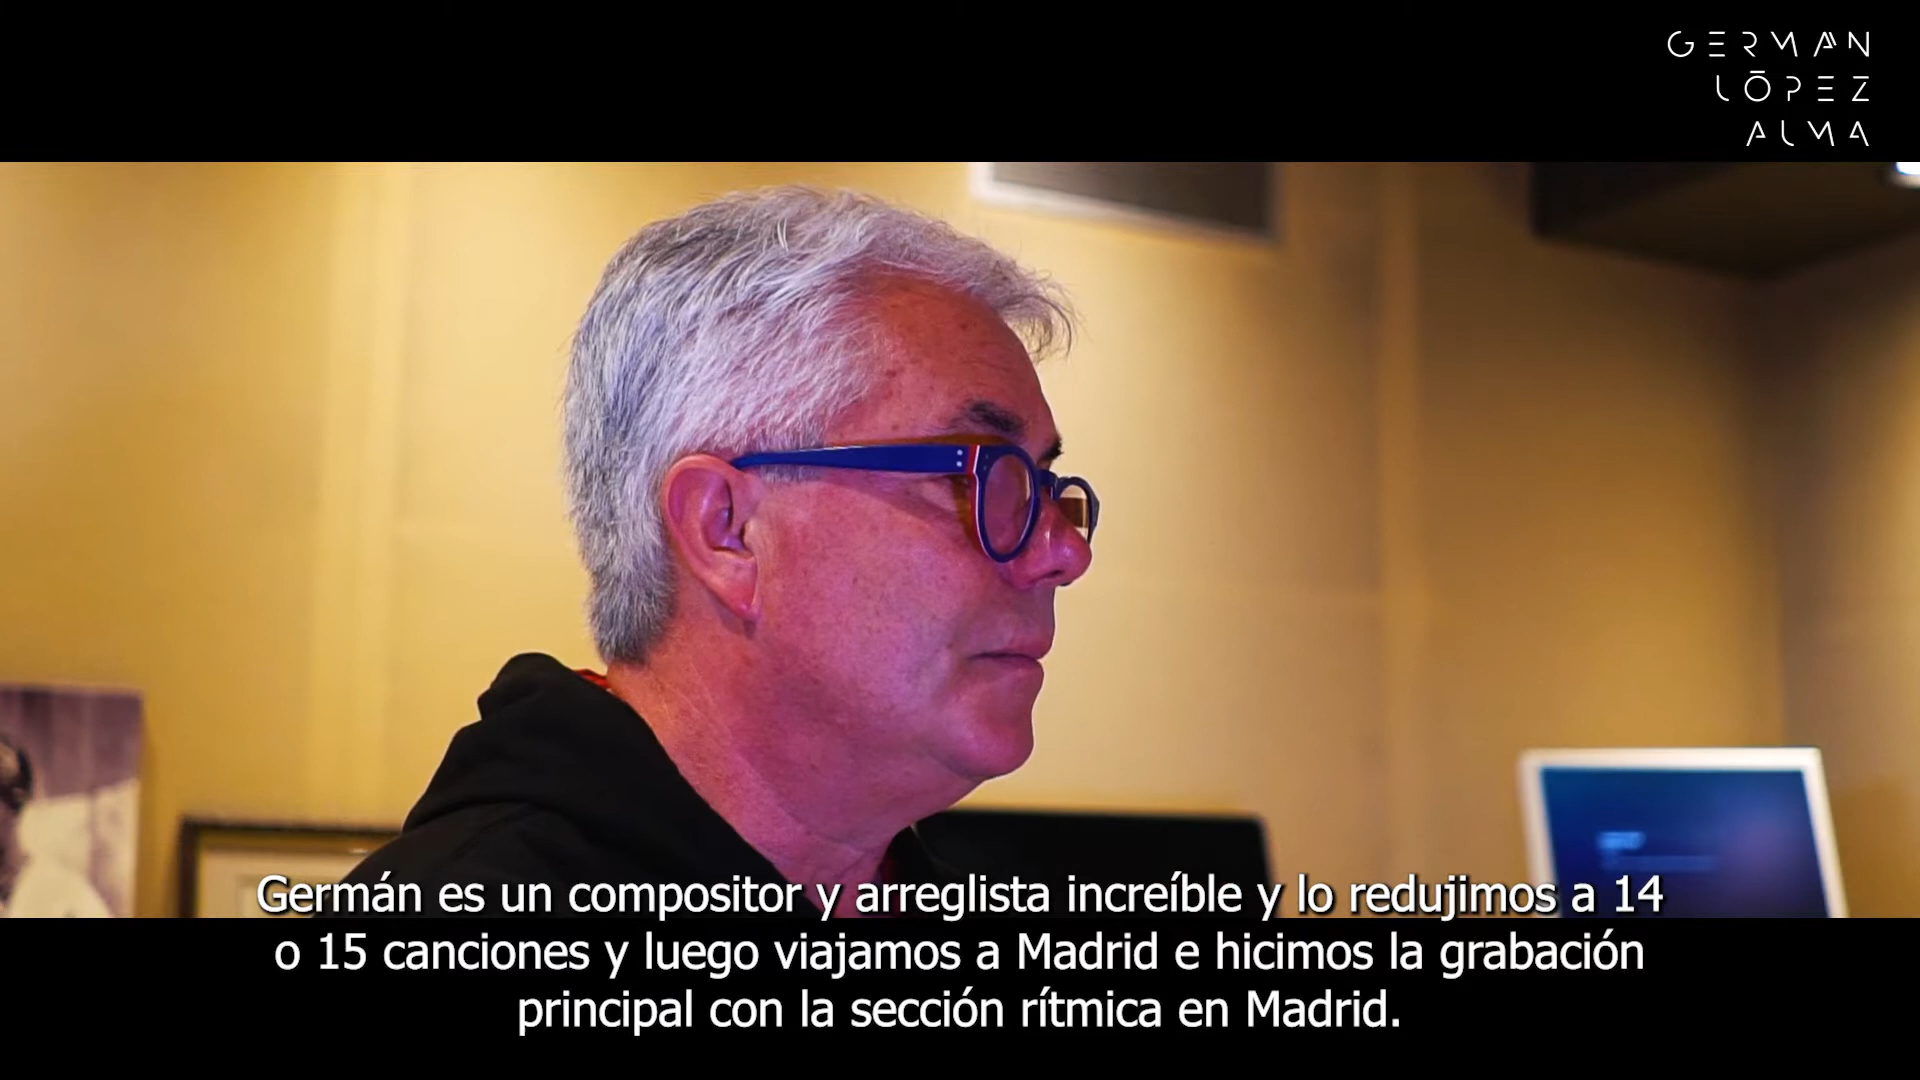 GERMAN
LŌPEZ
ALMA
Germán es un compositor y arreglista increíble y lo redujimos a 14
o 15 canciones y luego viajamos a Madrid e hicimos la grabación
principal con la sección rítmica en Madrid.